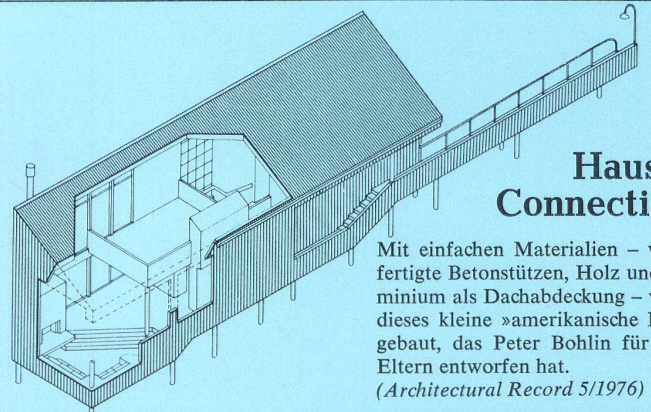 Haus
Connecti
Mit einfachen Materialien – v
fertigte Betonstützen, Holz und
minium als Dachabdeckung – v
dieses kleine »amerikanische
gebaut, das Peter Bohlin für
Eltern entworfen hat.
(Architectural Record 5/1976)